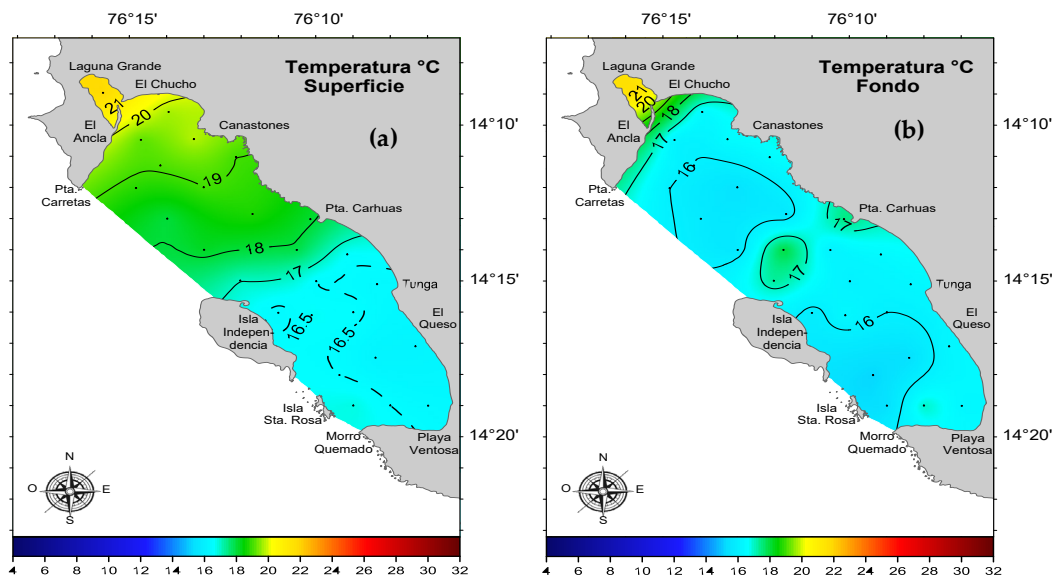 76°15'
76°10'
Laguna Grande
El Chucho
Temperatura °C
Superficie
(a)
21
20
El
Ancla
Canastones
14°10'
Pta.
Carretas
19
Pta. Carhuas
18
17
14°15'
Tunga
El
Queso
16.5
16.5
Isla
Indepen-
dencia
Isla
Sta. Rosa
Morro
Quemado
Playa
Ventosa
14°20'
N
O
E
S
4 6 8 10 12 14 16 18 20 22 24 26 28 30 32
76°15'
76°10'
Laguna Grande
El Chucho
Temperatura °C
Fondo
(b)
21
20
18
17
El
Ancla
Canastones
14°10'
Pta.
Carretas
16
Pta. Carhuas
17
17
14°15'
Tunga
El
Queso
16
Isla
Indepen-
dencia
Isla
Sta. Rosa
Morro
Quemado
Playa
Ventosa
14°20'
N
O
E
S
4 6 8 10 12 14 16 18 20 22 24 26 28 30 32